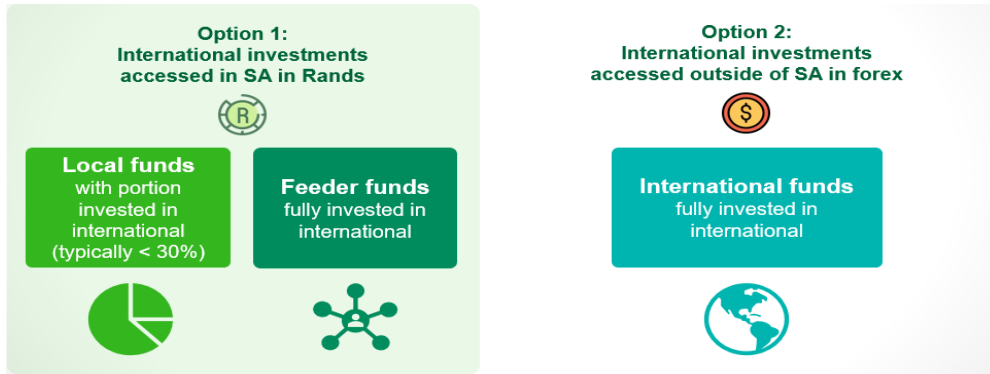 Option 1:
International investments
accessed in SA in Rands
R
Local funds
with portion
invested in
international
(typically < 30%)
Feeder funds
fully invested in
international
Option 2:
International investments
accessed outside of SA in forex
$
International funds
fully invested in
international